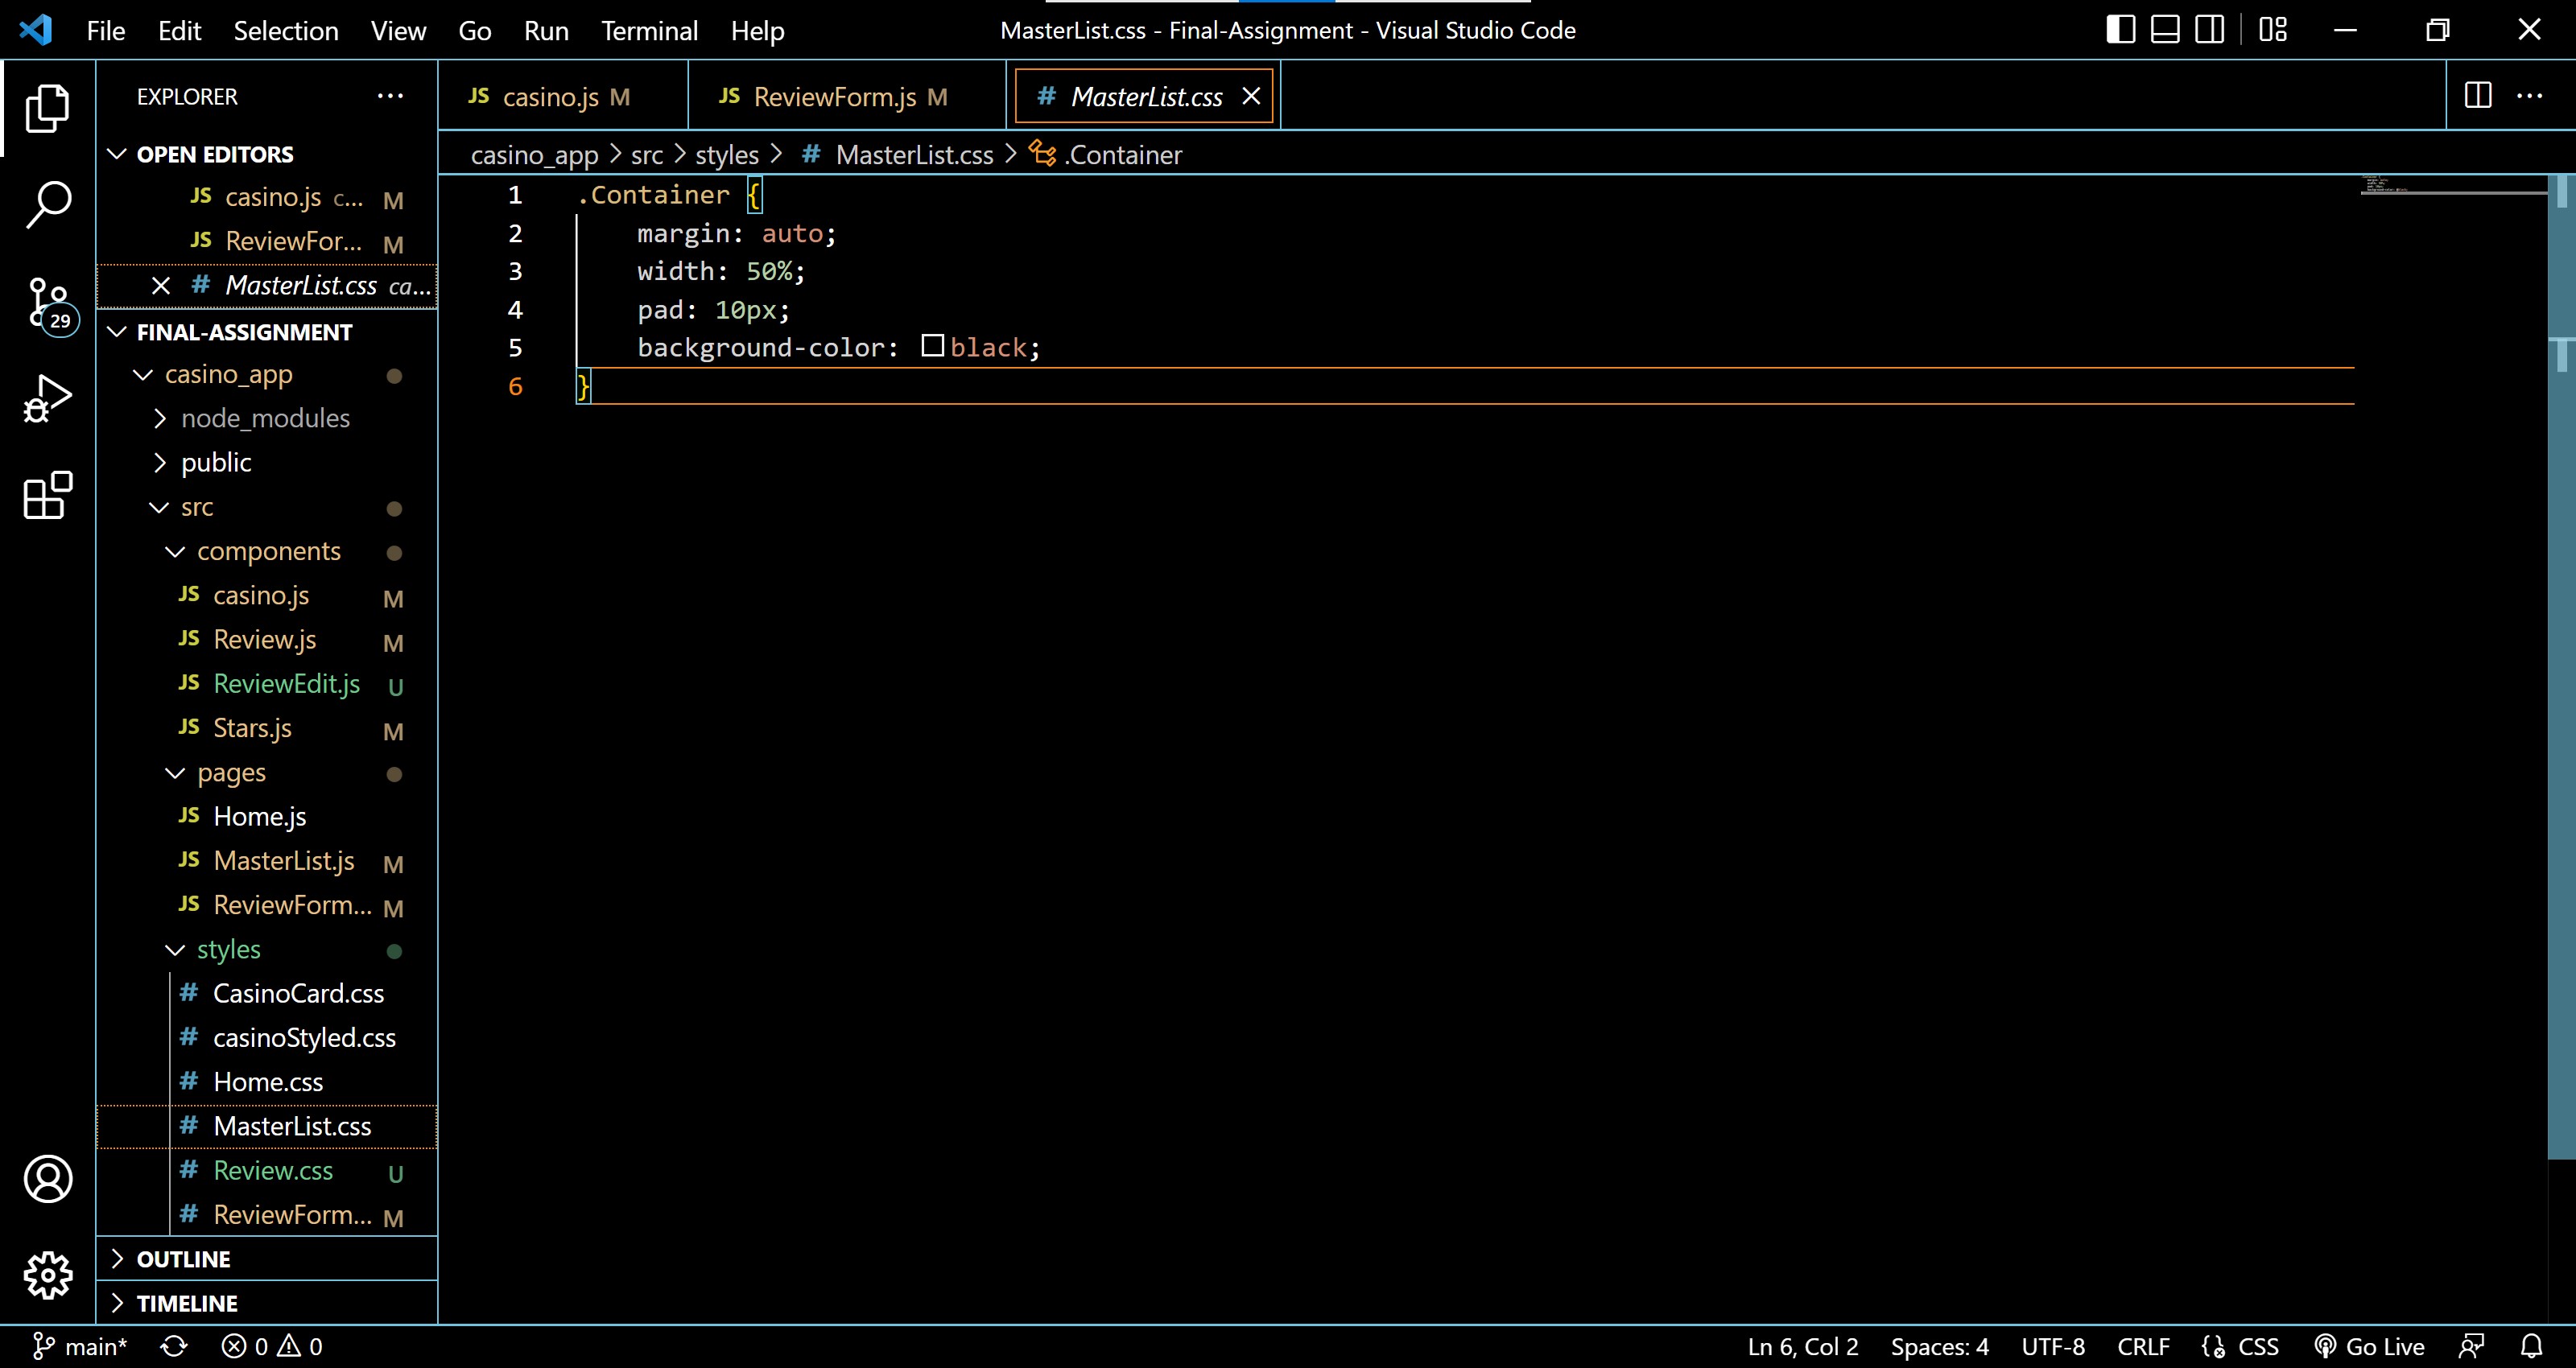 File Edit Selection View Go Run Terminal Help MasterList.css - Final-Assignment - Visual Studio Code
EXPLORER
OPEN EDITORS
JS casino.js c... M
JS ReviewFor... M
# MasterList.css ca...
FINAL-ASSIGNMENT
casino_app
node_modules
public
src
components
JS casino.js M
JS Review.js M
JS ReviewEdit.js U
JS Stars.js M
pages
JS Home.js
JS MasterList.js M
JS ReviewForm... M
styles
# CasinoCard.css
# casinoStyled.css
# Home.css
# MasterList.css
# Review.css U
# ReviewForm... M
OUTLINE
TIMELINE
29
JS casino.js M JS ReviewForm.js M # MasterList.css
casino_app > src > styles > # MasterList.css > .Container
1 .Container {
2 margin: auto;
3 width: 50%;
4 pad: 10px;
5 background-color: black;
6 }
main* 0 0 Ln 6, Col 2 Spaces: 4 UTF-8 CRLF CSS Go Live